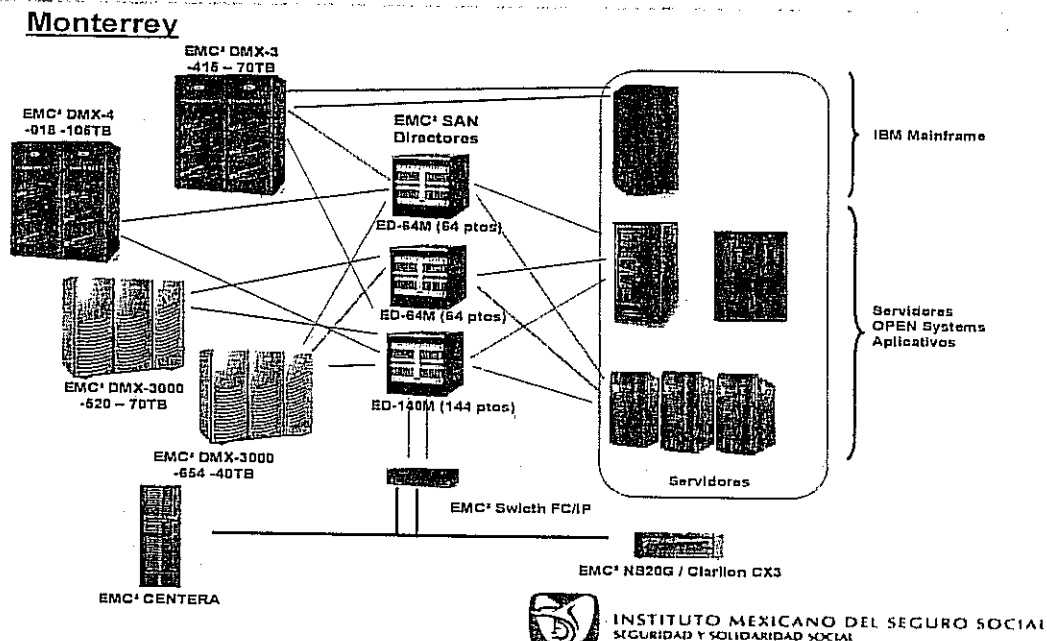 Monterrey
EMC² DMX-3
-415 – 70TB
EMC² DMX-4
-018 -105TB
EMC² SAN
Directores
IBM Mainframe
ED-64M (64 ptos)
ED-64M (64 ptos)
Servidores
OPEN Systems
Aplicativos
EMC² DMX-3000
-520 – 70TB
ED-140M (144 ptos)
EMC² DMX-3000
-654 -40TB
Servidores
EMC² Swicth FC/IP
EMC² CENTERA
EMC² NS20G / Clariion CX3
INSTITUTO MEXICANO DEL SEGURO SOCIAL
SEGURIDAD Y SOLIDARIDAD SOCIAL